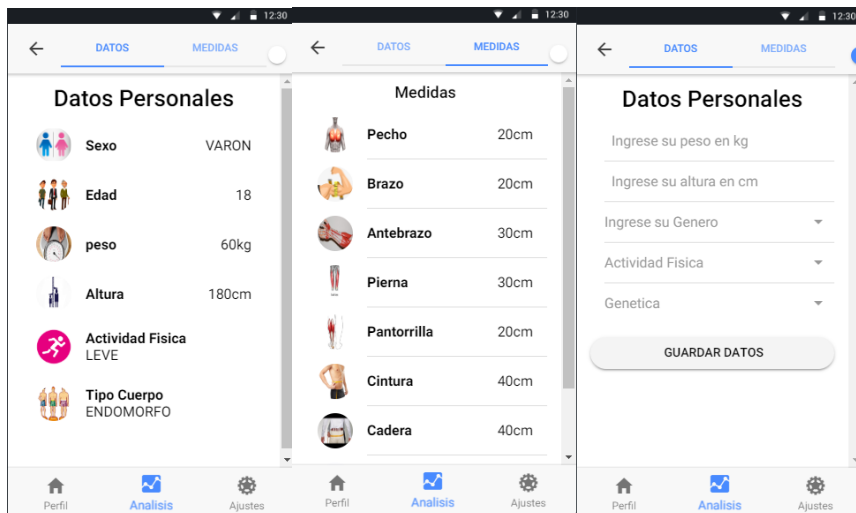 12:30
DATOS MEDIDAS
Datos Personales
Sexo VARON
Edad 18
peso 60kg
Altura 180cm
Actividad Fisica
LEVE
Tipo Cuerpo
ENDOMORFO
Perfil Analisis Ajustes
12:30
DATOS MEDIDAS
Medidas
Pecho 20cm
Brazo 20cm
Antebrazo 30cm
Pierna 30cm
Pantorrilla 20cm
Cintura 40cm
Cadera 40cm
Perfil Analisis Ajustes
12:30
DATOS MEDIDAS
Datos Personales
Ingrese su peso en kg
Ingrese su altura en cm
Ingrese su Genero
Actividad Fisica
Genetica
GUARDAR DATOS
Perfil Analisis Ajustes